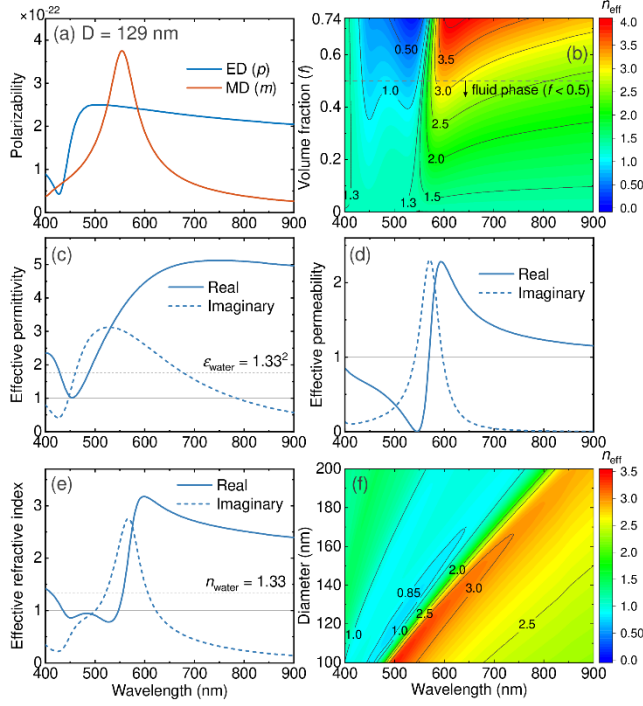 ×10⁻²²
(a) D = 129 nm
ED (p)
MD (m)
Polarizability
4
3
2
1
0
400 500 600 700 800 900
n_eff
(b)
Volume fraction (f)
0.74
0.6
0.4
0.2
0
0.50
1.0
3.5
3.0
fluid phase (f < 0.5)
2.5
2.0
1.5
1.3
1.3
400 500 600 700 800 900
4.0
3.5
3.0
2.5
2.0
1.5
1.0
0.50
0.0
(c)
Real
Imaginary
Effective permittivity
5
4
3
2
1
0
ε_water = 1.33²
400 500 600 700 800 900
(d)
Real
Imaginary
Effective permeability
2
1
0
400 500 600 700 800 900
(e)
Real
Imaginary
Effective refractive index
3
2
1
0
n_water = 1.33
400 500 600 700 800 900
Wavelength (nm)
n_eff
(f)
Diameter (nm)
200
180
160
140
120
100
0.85
2.0
1.0
1.0
2.5
3.0
2.5
400 500 600 700 800 900
Wavelength (nm)
3.5
3.0
2.5
2.0
1.5
1.0
0.50
0.0